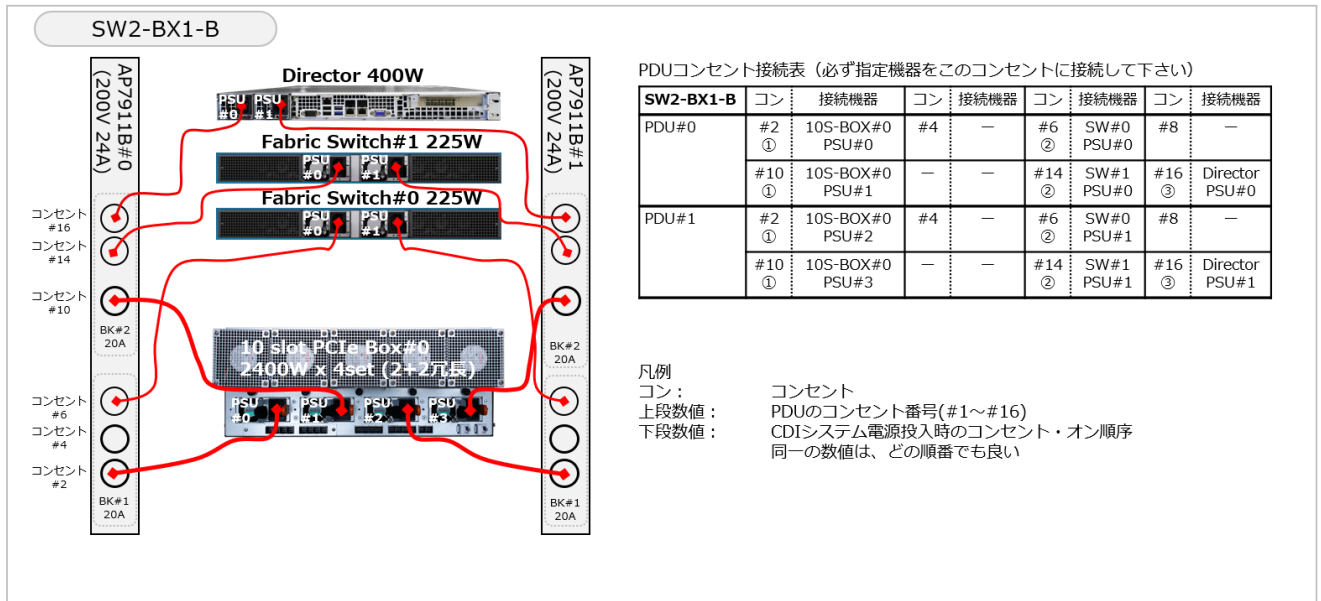 SW2-BX1-B
AP7911B#0
(200V 24A)
Director 400W
PSU
#0
PSU
#1
Fabric Switch#1 225W
PSU
#0
PSU
#1
Fabric Switch#0 225W
PSU
#0
PSU
#1
AP7911B#1
(200V 24A)
コンセント
#16
コンセント
#14
コンセント
#10
BK#2
20A
BK#2
20A
10 slot PCIe Box#0
2400W x 4set (2+2冗長)
PSU
#0
PSU
#1
PSU
#2
PSU
#3
コンセント
#6
コンセント
#4
コンセント
#2
BK#1
20A
BK#1
20A
PDUコンセント接続表（必ず指定機器をこのコンセントに接続して下さい）
SW2-BX1-B コン 接続機器 コン 接続機器 コン 接続機器 コン 接続機器
PDU#0 #2 10S-BOX#0 #4 － #6 SW#0 #8 －
① PSU#0 ② PSU#0
#10 10S-BOX#0 － － #14 SW#1 #16 Director
① PSU#1 ② PSU#0 ③ PSU#0
PDU#1 #2 10S-BOX#0 #4 － #6 SW#0 #8 －
① PSU#2 ② PSU#1
#10 10S-BOX#0 － － #14 SW#1 #16 Director
① PSU#3 ② PSU#1 ③ PSU#1
凡例
コン： コンセント
上段数値： PDUのコンセント番号(#1～#16)
下段数値： CDIシステム電源投入時のコンセント・オン順序
同一の数値は、どの順番でも良い